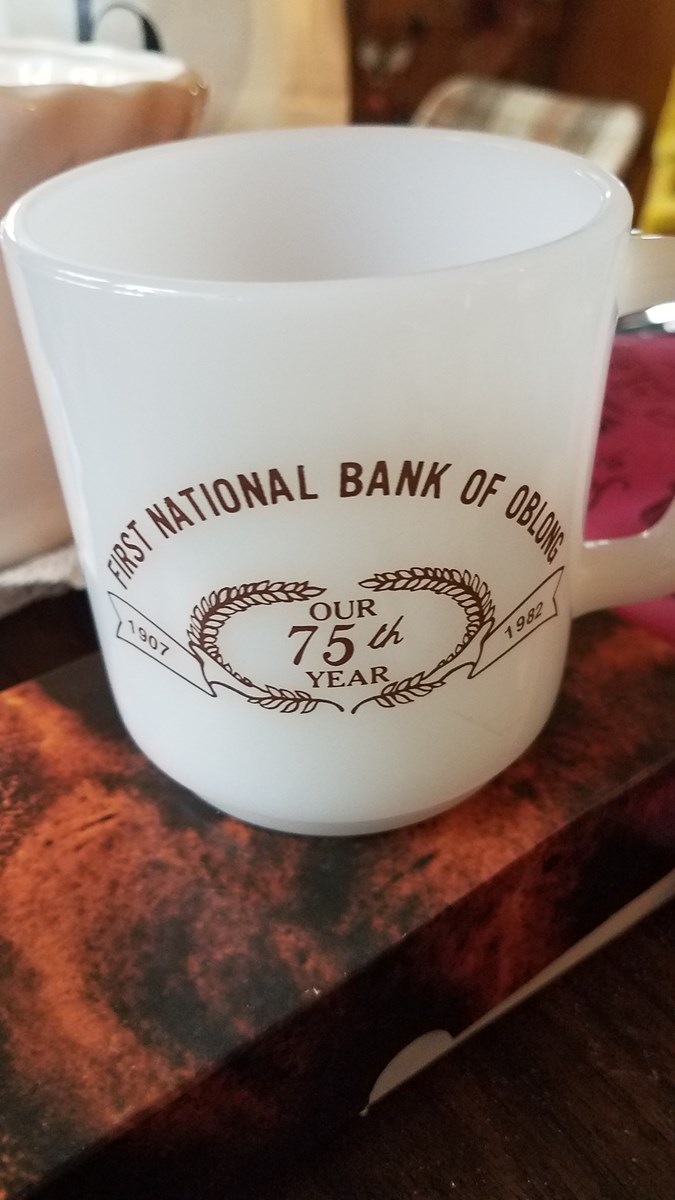 FIRST NATIONAL BANK OF OBLONG
OUR
1907 75th 1982
YEAR